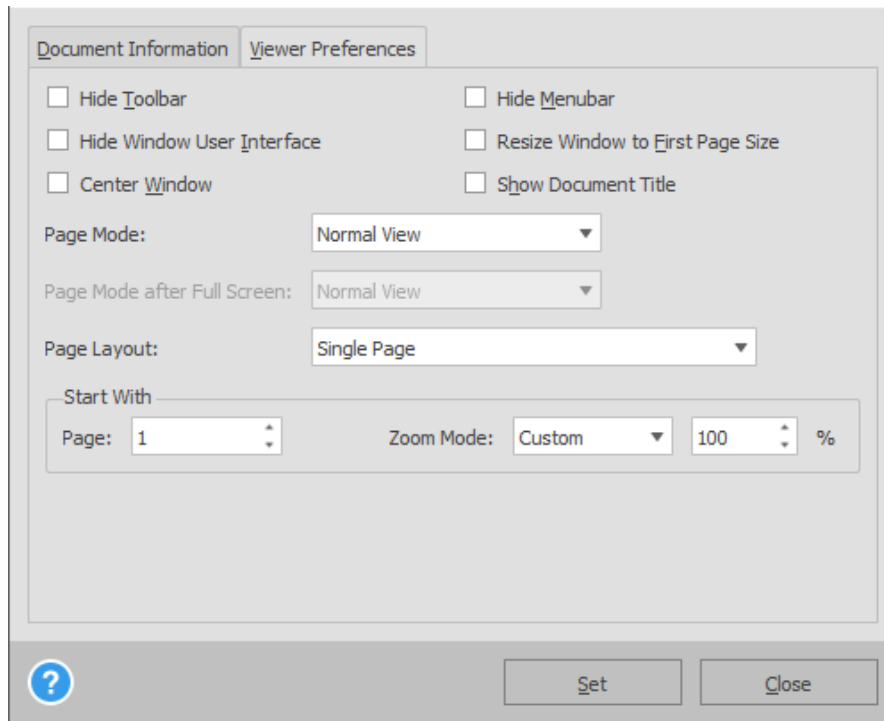 Document Information Viewer Preferences
Hide Toolbar Hide Menubar
Hide Window User Interface Resize Window to First Page Size
Center Window Show Document Title
Page Mode: Normal View
Page Mode after Full Screen: Normal View
Page Layout: Single Page
Start With
Page: 1 Zoom Mode: Custom 100 %
? Set Close